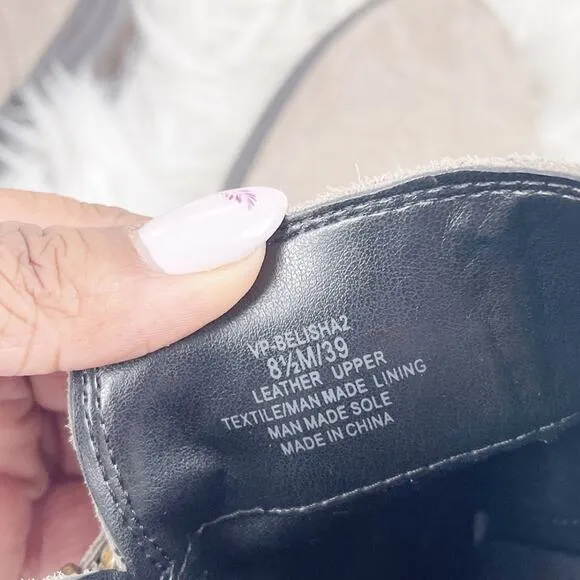 VP-BELISHA2
8½M/39
LEATHER UPPER
TEXTILE/MAN MADE LINING
MAN MADE SOLE
MADE IN CHINA